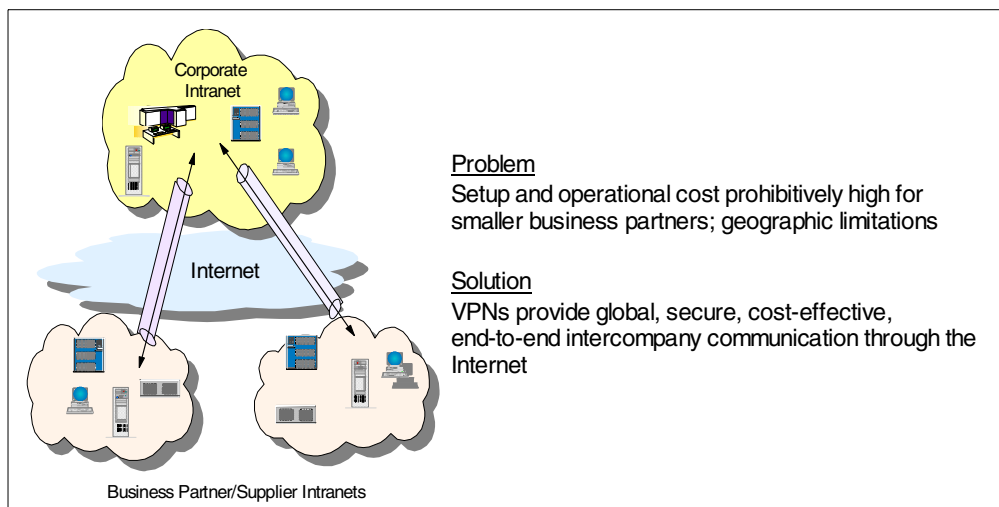 Corporate
Intranet
Internet
Business Partner/Supplier Intranets
Problem
Setup and operational cost prohibitively high for
smaller business partners; geographic limitations
Solution
VPNs provide global, secure, cost-effective,
end-to-end intercompany communication through the
Internet